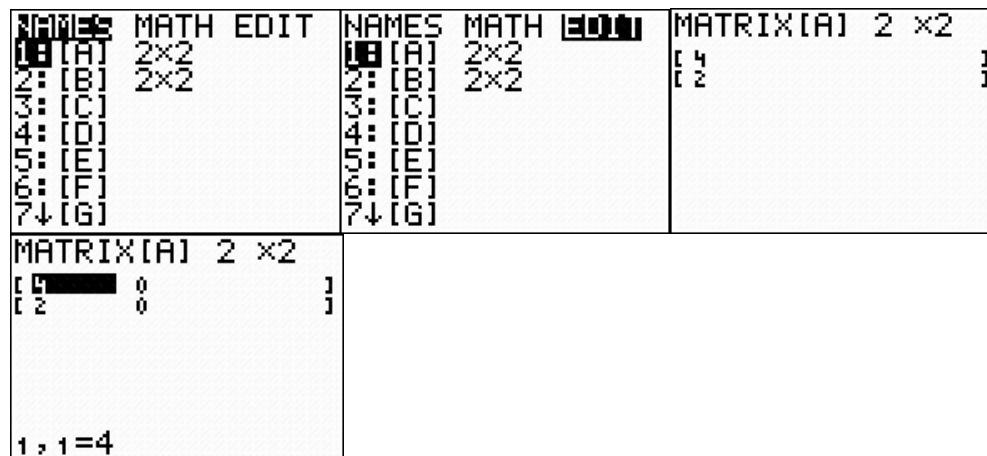 NAMES MATH EDIT
1:[A] 2×2
2:[B] 2×2
3:[C]
4:[D]
5:[E]
6:[F]
7↓[G]
NAMES MATH EDIT
1:[A] 2×2
2:[B] 2×2
3:[C]
4:[D]
5:[E]
6:[F]
7↓[G]
MATRIX[A] 2 ×2
[ 4 ]
[ 2 ]
MATRIX[A] 2 ×2
[ 4 0 ]
[ 2 0 ]
1,1=4